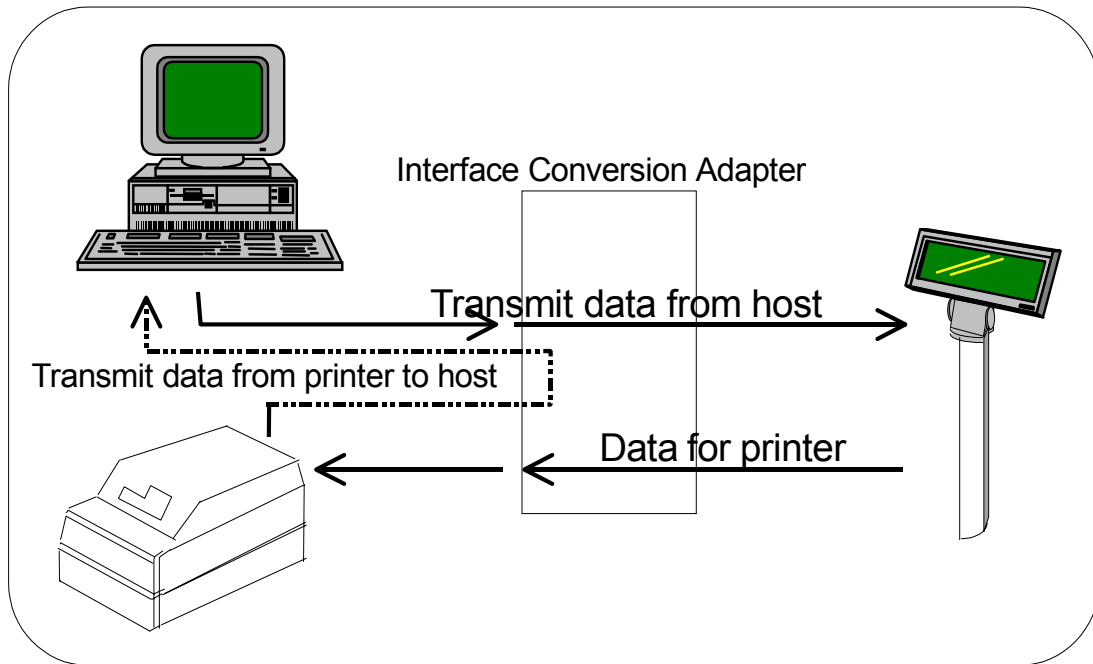 Interface Conversion Adapter
Transmit data from host
Transmit data from printer to host
Data for printer